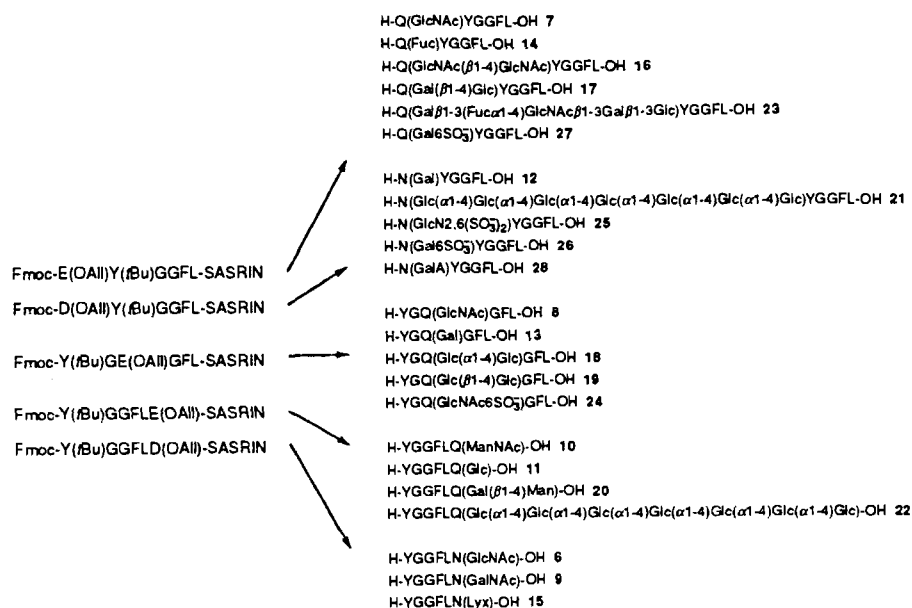 H-Q(GlcNAc)YGGFL-OH 7
H-Q(Fuc)YGGFL-OH 14
H-Q(GlcNAc(β1-4)GlcNAc)YGGFL-OH 16
H-Q(Gal(β1-4)Glc)YGGFL-OH 17
H-Q(Galβ1-3(Fucα1-4)GlcNAcβ1-3Galβ1-3Glc)YGGFL-OH 23
H-Q(Gal6SO₃⁻)YGGFL-OH 27
H-N(Gal)YGGFL-OH 12
H-N(Glc(α1-4)Glc(α1-4)Glc(α1-4)Glc(α1-4)Glc(α1-4)Glc(α1-4)Glc)YGGFL-OH 21
H-N(GlcN2,6(SO₃⁻)₂)YGGFL-OH 25
H-N(Gal6SO₃⁻)YGGFL-OH 26
H-N(GalA)YGGFL-OH 28
Fmoc-E(OAll)Y(tBu)GGFL-SASRIN
Fmoc-D(OAll)Y(tBu)GGFL-SASRIN
Fmoc-Y(tBu)GE(OAll)GFL-SASRIN
Fmoc-Y(tBu)GGFLE(OAll)-SASRIN
Fmoc-Y(tBu)GGFLD(OAll)-SASRIN
H-YGQ(GlcNAc)GFL-OH 8
H-YGQ(Gal)GFL-OH 13
H-YGQ(Glc(α1-4)Glc)GFL-OH 18
H-YGQ(Glc(β1-4)Glc)GFL-OH 19
H-YGQ(GlcNAc6SO₃⁻)GFL-OH 24
H-YGGFLQ(ManNAc)-OH 10
H-YGGFLQ(Glc)-OH 11
H-YGGFLQ(Gal(β1-4)Man)-OH 20
H-YGGFLQ(Glc(α1-4)Glc(α1-4)Glc(α1-4)Glc(α1-4)Glc(α1-4)Glc(α1-4)Glc)-OH 22
H-YGGFLN(GlcNAc)-OH 6
H-YGGFLN(GalNAc)-OH 9
H-YGGFLN(Lyx)-OH 15